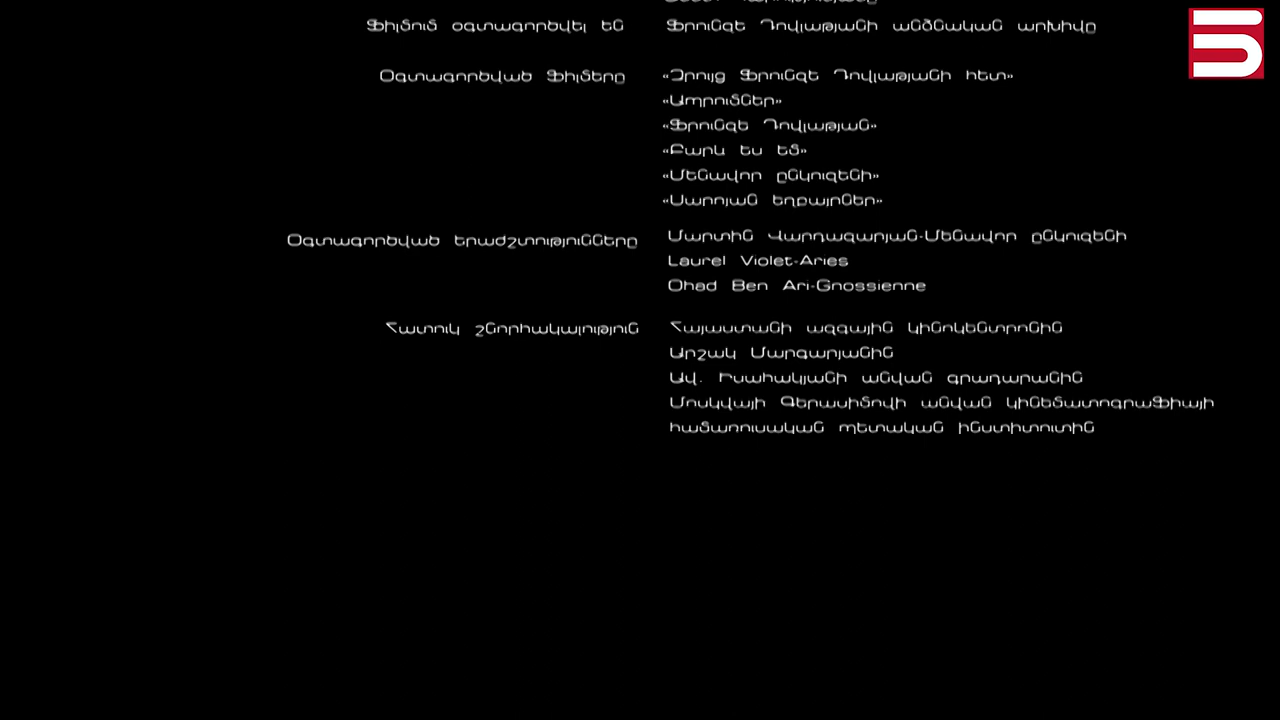 Ֆիլմում օգտագործվել են Ֆրունզե Դովլաթյանի անձնական արխիվը
Օգտագործված ֆիլմերը «Զրույց Ֆրունզե Դովլաթյանի հետ»
«Ապրումներ»
«Ֆրունզե Դովլաթյան»
«Բարև ես եմ»
«Մենավոր ընկուզենի»
«Սարոյան եղբայրներ»
Օգտագործված երաժշտությունները Մարտին Վարդազարյան-Մենավոր ընկուզենի
Laurel Violet-Aries
Ohad Ben Ari-Gnossienne
Հատուկ շնորհակալություն Հայաստանի ազգային կինոկենտրոնին
Արշակ Մարգարյանին
Ավ. Իսահակյանի անվան գրադարանին
Մոսկվայի Գերասիմովի անվան կինեմատոգրաֆիայի
համառուսական պետական ինստիտուտին